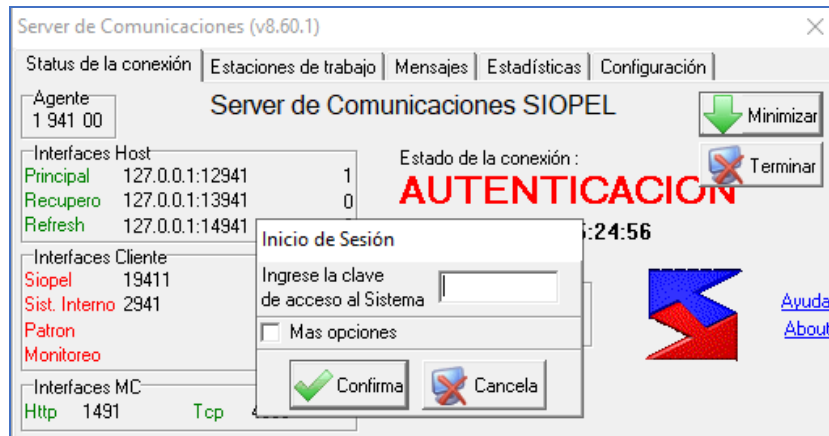 Server de Comunicaciones (v8.60.1)
Status de la conexión Estaciones de trabajo Mensajes Estadísticas Configuración
Agente
1 941 00
Server de Comunicaciones SIOPEL
Minimizar
Terminar
Interfaces Host
Principal 127.0.0.1:12941 1
Recupero 127.0.0.1:13941 0
Refresh 127.0.0.1:14941
Estado de la conexión :
AUTENTICACION
:24:56
Interfaces Cliente
Siopel 19411
Sist. Interno 2941
Patron
Monitoreo
Inicio de Sesión
Ingrese la clave
de acceso al Sistema
Mas opciones
Confirma Cancela
Ayuda
About
Interfaces MC
Http 1491 Tcp